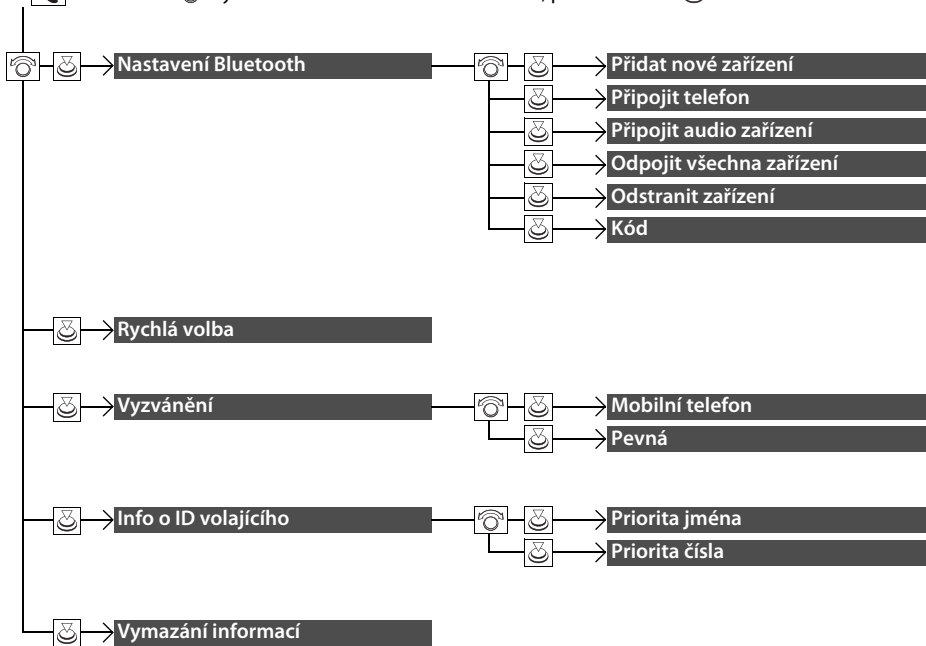 Nastavení Bluetooth
Přidat nové zařízení
Připojit telefon
Připojit audio zařízení
Odpojit všechna zařízení
Odstranit zařízení
Kód
Rychlá volba
Vyzvánění
Mobilní telefon
Pevná
Info o ID volajícího
Priorita jména
Priorita čísla
Vymazání informací